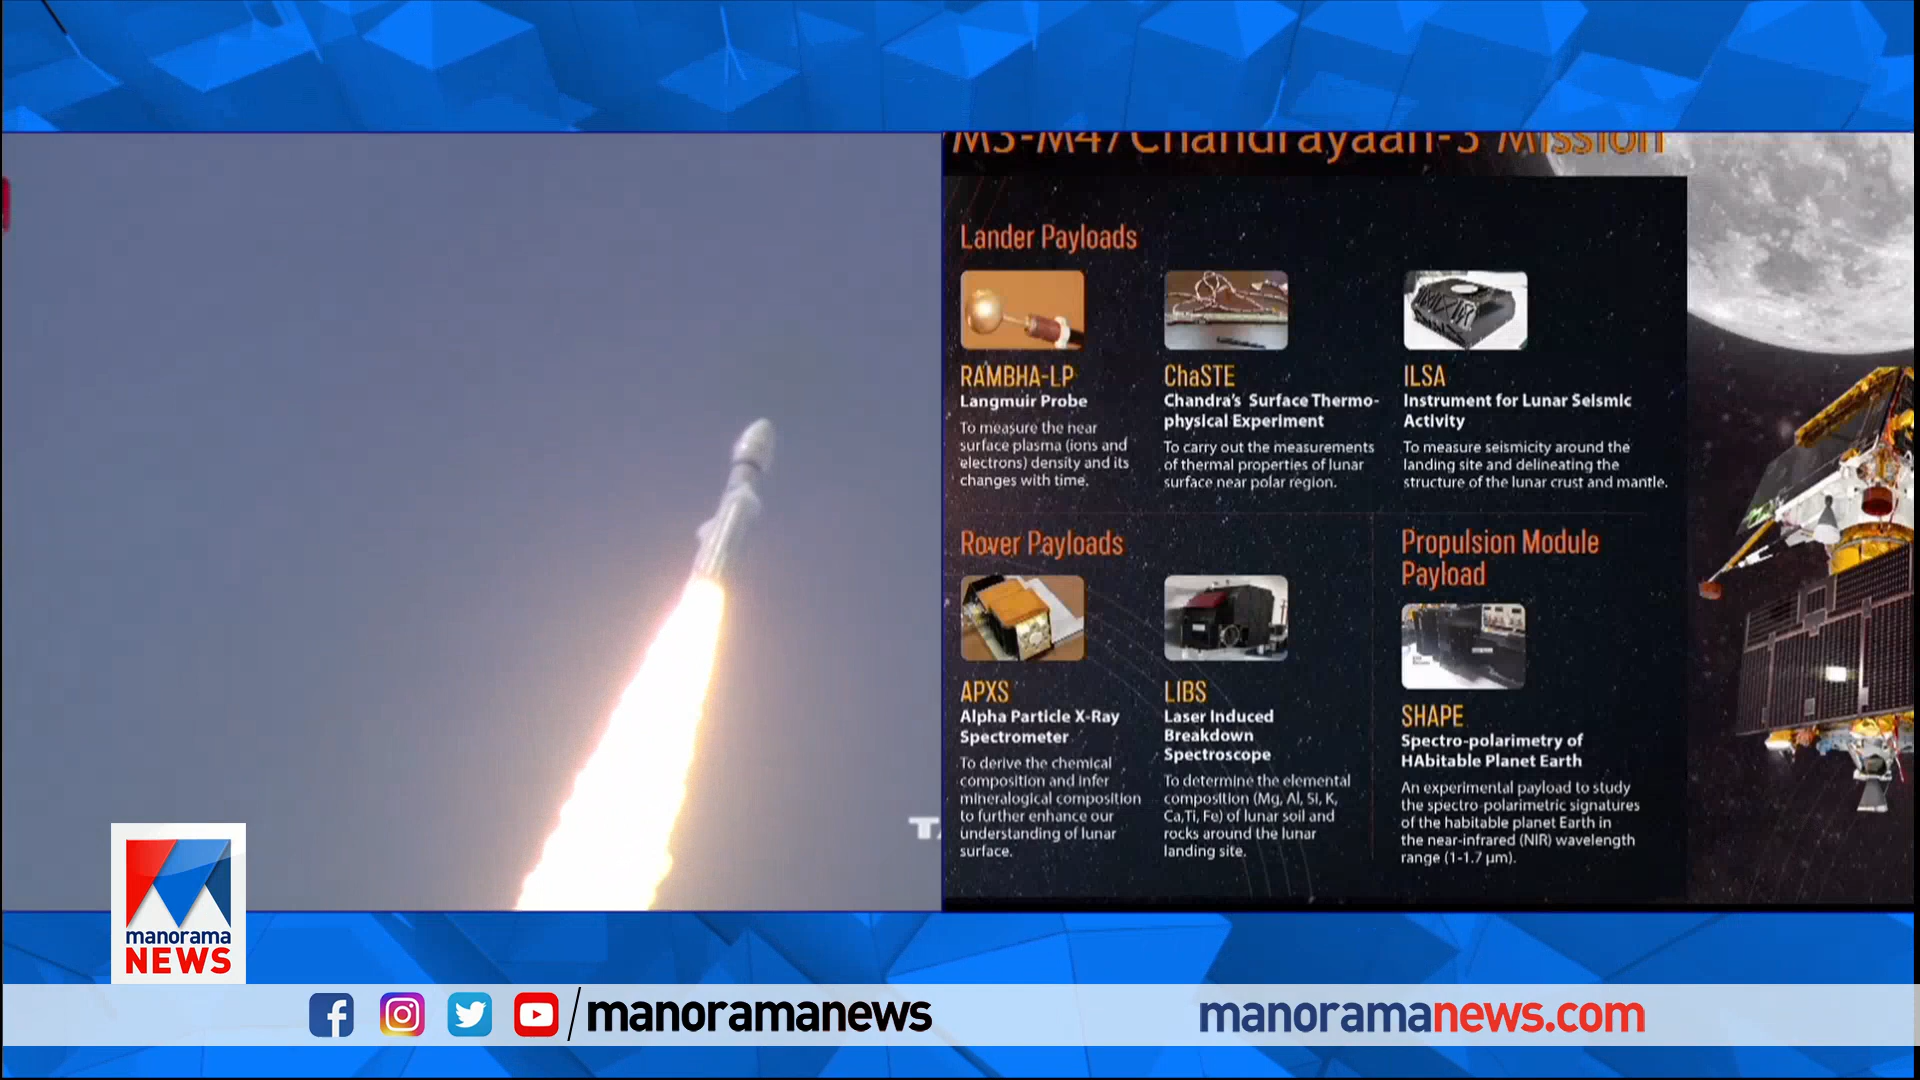 M3-M4/Chandrayaan-3 Mission
Lander Payloads
RAMBHA-LP
Langmuir Probe
To measure the near
surface plasma (ions and
electrons) density and its
changes with time.
ChaSTE
Chandra's Surface Thermo-
physical Experiment
To carry out the measurements
of thermal properties of lunar
surface near polar region.
ILSA
Instrument for Lunar Seismic
Activity
To measure seismicity around the
landing site and delineating the
structure of the lunar crust and mantle.
Rover Payloads
APXS
Alpha Particle X-Ray
Spectrometer
To derive the chemical
composition and infer
mineralogical composition
to further enhance our
understanding of lunar
surface.
LIBS
Laser Induced
Breakdown
Spectroscope
To determine the elemental
composition (Mg, Al, Si, K,
Ca,Ti, Fe) of lunar soil and
rocks around the lunar
landing site.
Propulsion Module
Payload
SHAPE
Spectro-polarimetry of
HAbitable Planet Earth
An experimental payload to study
the spectro-polarimetric signatures
of the habitable planet Earth in
the near-infrared (NIR) wavelength
range (1-1.7 µm).
manorama
NEWS
/manoramanews
manoramanews.com